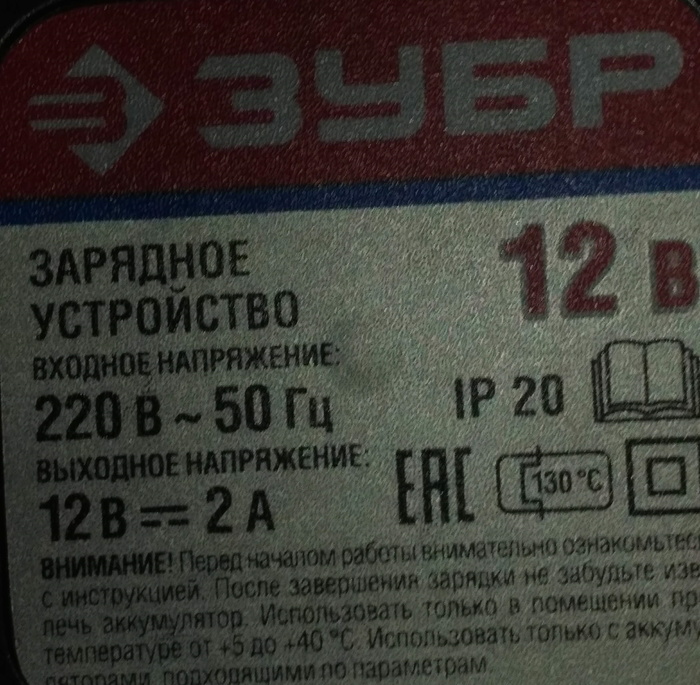 ЗУБР
ЗАРЯДНОЕ
УСТРОЙСТВО
12 В
ВХОДНОЕ НАПРЯЖЕНИЕ:
220 В ~ 50 Гц
IP 20
ВЫХОДНОЕ НАПРЯЖЕНИЕ:
12 В ⎓ 2 А
EAC
130 °C
ВНИМАНИЕ! Перед началом работы внимательно ознакомьтес
с инструкцией. После завершения зарядки не забудьте изв
лечь аккумулятор. Использовать только в помещении пр
температуре от +5 до +40 °C. Использовать только с аккуму
ляторами, подходящими по параметрам.